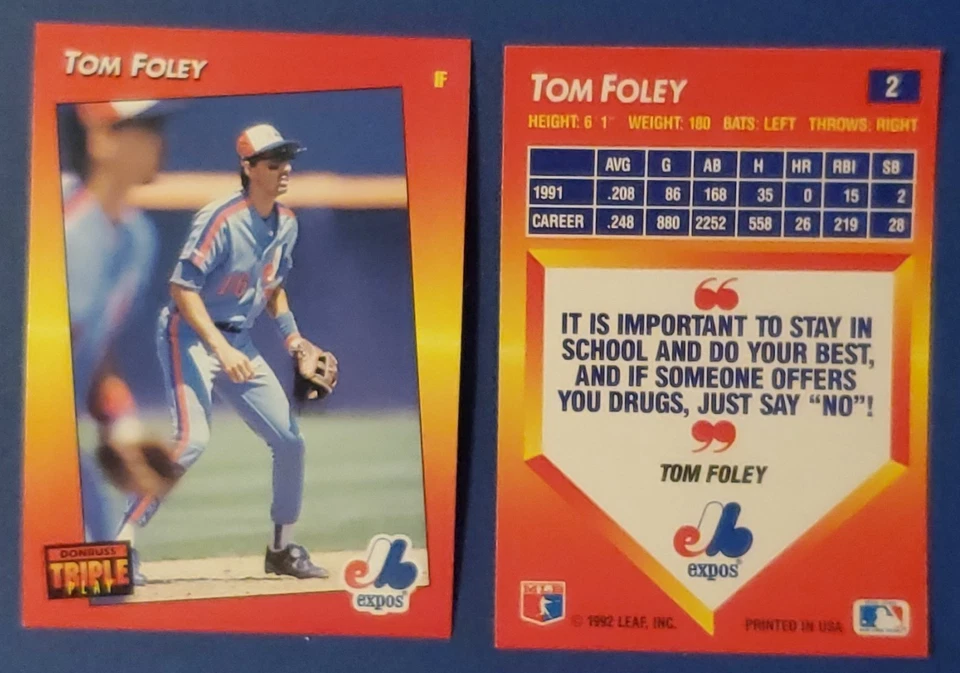 TOM FOLEY
IF
10
DONRUSS
TRIPLE
PLAY
expos
TOM FOLEY
2
HEIGHT: 6' 1" WEIGHT: 180 BATS: LEFT THROWS: RIGHT
AVG G AB H HR RBI SB
1991 .208 86 168 35 0 15 2
CAREER .248 880 2252 558 26 219 28
“
IT IS IMPORTANT TO STAY IN
SCHOOL AND DO YOUR BEST,
AND IF SOMEONE OFFERS
YOU DRUGS, JUST SAY “NO”!
”
TOM FOLEY
expos
MLB
© 1992 LEAF, INC. PRINTED IN USA